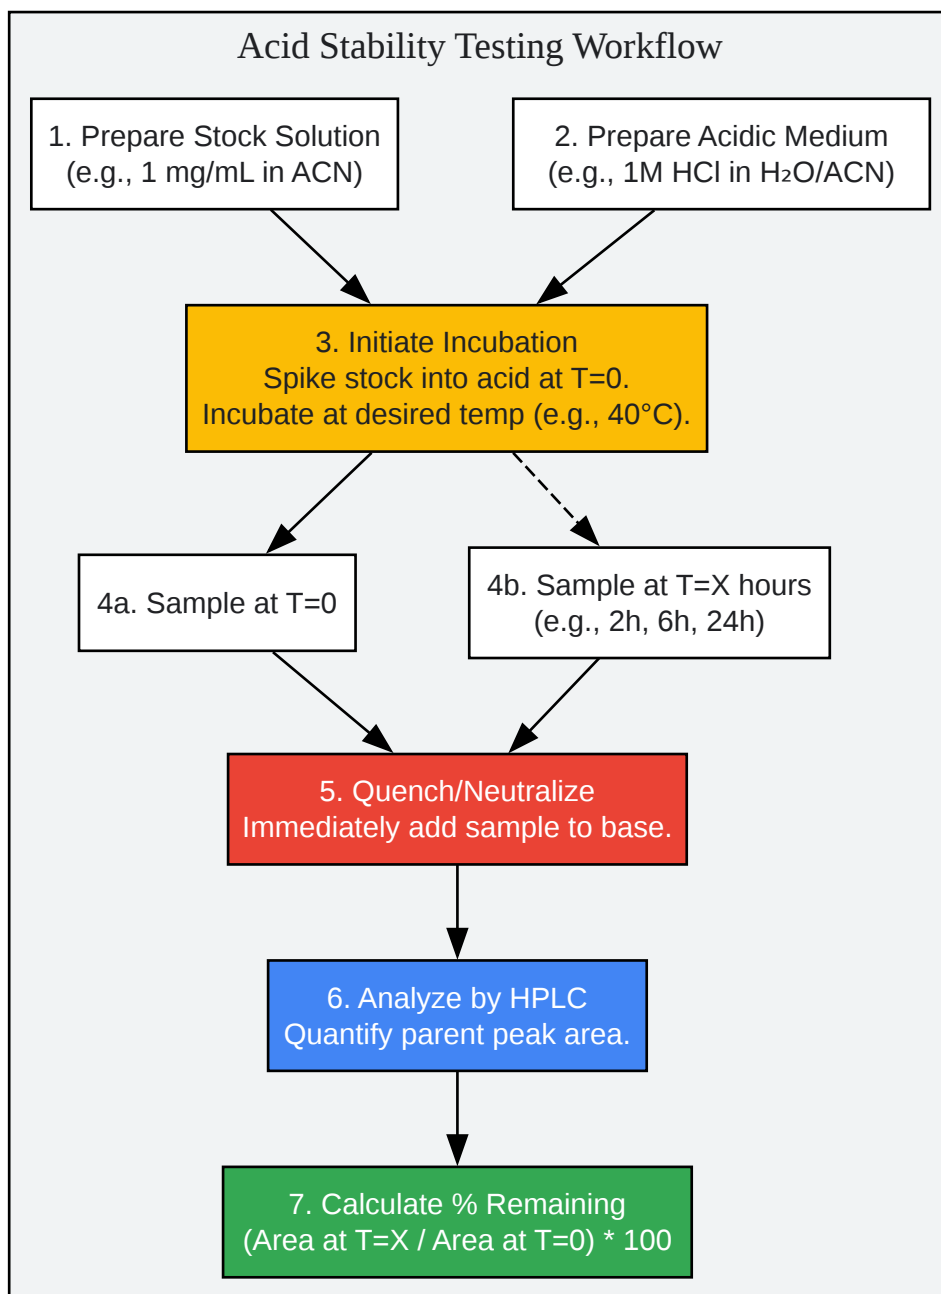 Acid Stability Testing Workflow
1. Prepare Stock Solution
(e.g., 1 mg/mL in ACN)
2. Prepare Acidic Medium
(e.g., 1M HCl in H₂O/ACN)
3. Initiate Incubation
Spike stock into acid at T=0.
Incubate at desired temp (e.g., 40°C).
4a. Sample at T=0
4b. Sample at T=X hours
(e.g., 2h, 6h, 24h)
5. Quench/Neutralize
Immediately add sample to base.
6. Analyze by HPLC
Quantify parent peak area.
7. Calculate % Remaining
(Area at T=X / Area at T=0) * 100